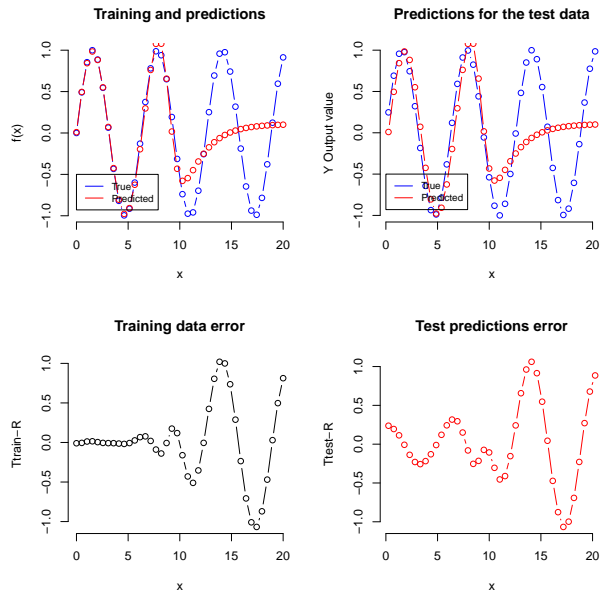 Training and predictions
f(x)
1.0
0.5
0.0
−0.5
−1.0
True
Predicted
0 5 10 15 20
x
Predictions for the test data
Y Output value
1.0
0.5
0.0
−0.5
−1.0
True
Predicted
0 5 10 15 20
x
Training data error
Ttrain−R
1.0
0.5
0.0
−0.5
−1.0
0 5 10 15 20
x
Test predictions error
Ttest−R
1.0
0.5
0.0
−0.5
−1.0
0 5 10 15 20
x